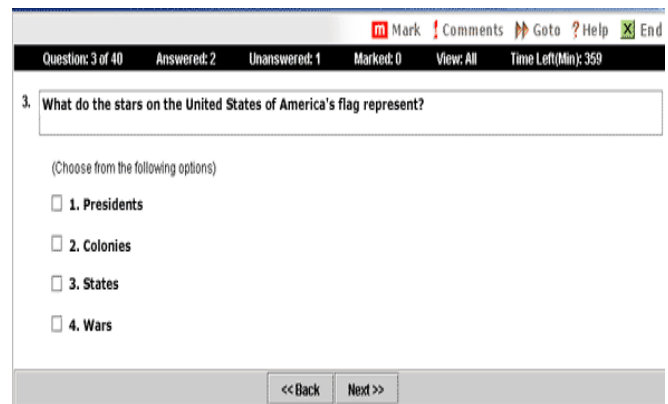 m Mark ! Comments Goto ? Help X End
Question: 3 of 40 Answered: 2 Unanswered: 1 Marked: 0 View: All Time Left(Min): 359
3. What do the stars on the United States of America's flag represent?
(Choose from the following options)
1. Presidents
2. Colonies
3. States
4. Wars
<< Back Next >>